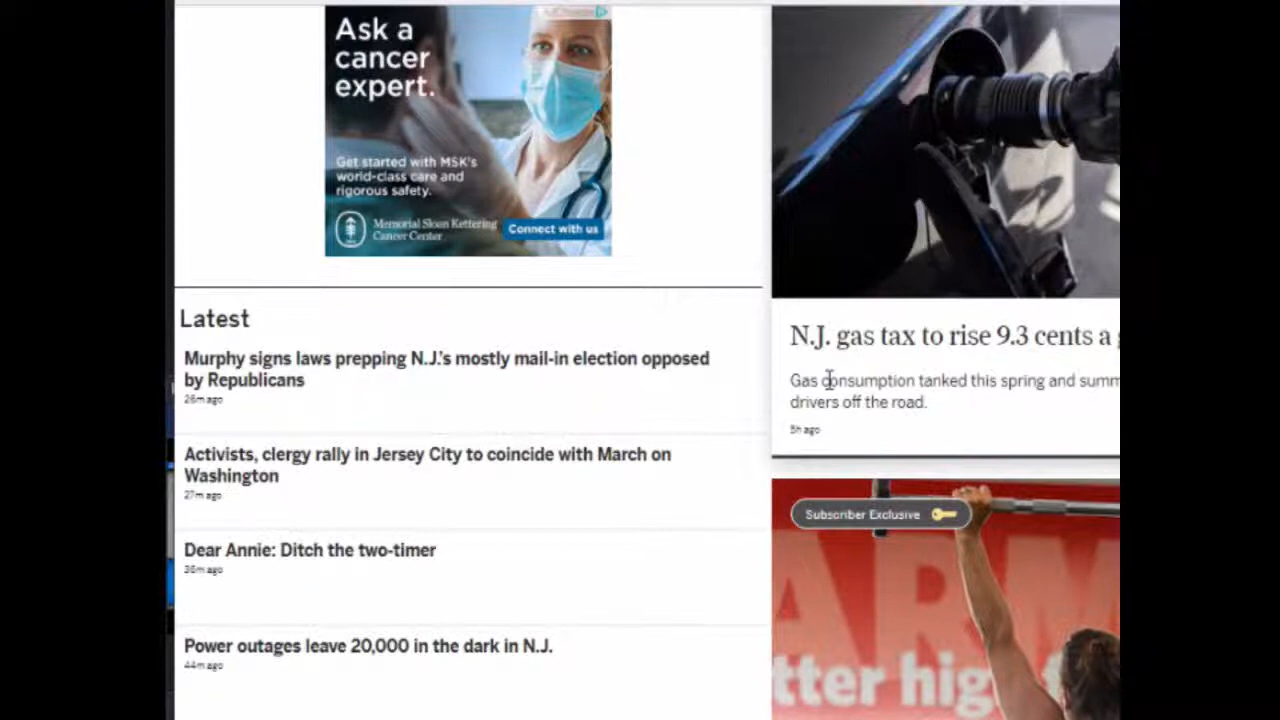 Ask a
cancer
expert.
Get started with MSK's
world-class care and
rigorous safety.
Memorial Sloan Kettering
Cancer Center
Connect with us
Latest
Murphy signs laws prepping N.J.'s mostly mail-in election opposed
by Republicans
26m ago
Activists, clergy rally in Jersey City to coincide with March on
Washington
27m ago
Dear Annie: Ditch the two-timer
36m ago
Power outages leave 20,000 in the dark in N.J.
44m ago
N.J. gas tax to rise 9.3 cents a
Gas consumption tanked this spring and summ
drivers off the road.
5h ago
Subscriber Exclusive
ARM
tter hig